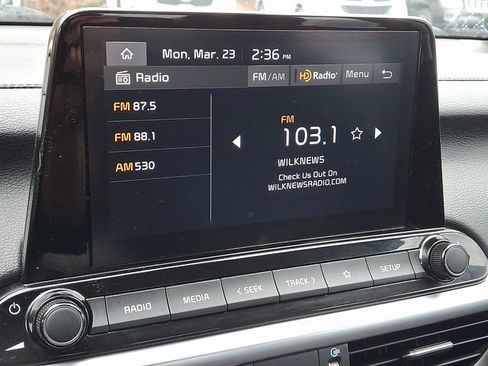 Mon, Mar. 23 2:36 PM
Radio FM/AM HD Radio Menu
FM 87.5
FM 88.1
AM 530
FM
103.1
WILKNEWS
Check Us Out On
WILKNEWSRADIO.COM
RADIO MEDIA < SEEK TRACK > SETUP